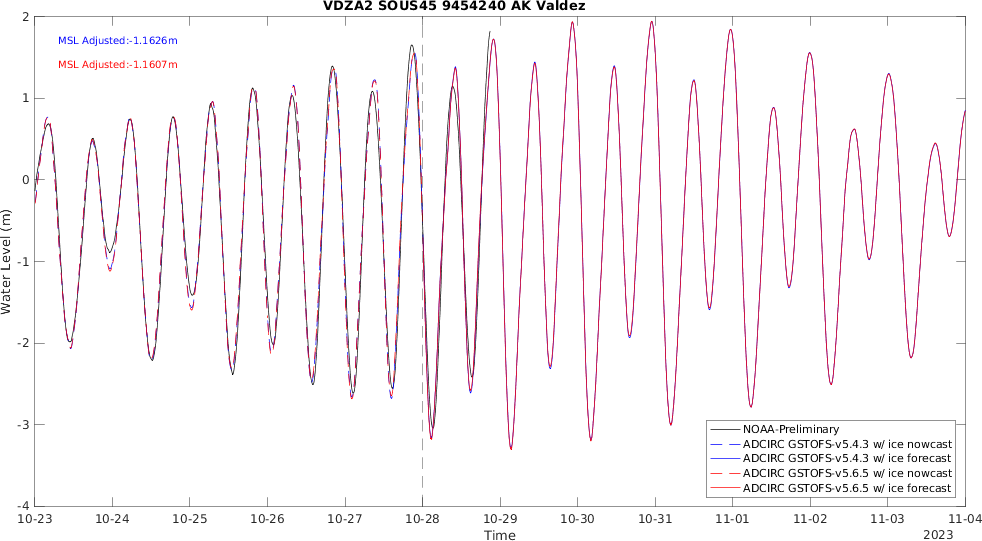 VDZA2 SOUS45 9454240 AK Valdez
MSL Adjusted:-1.1626m
MSL Adjusted:-1.1607m
2
1
0
-1
-2
-3
-4
Water Level (m)
NOAA-Preliminary
ADCIRC GSTOFS-v5.4.3 w/ ice nowcast
ADCIRC GSTOFS-v5.4.3 w/ ice forecast
ADCIRC GSTOFS-v5.6.5 w/ ice nowcast
ADCIRC GSTOFS-v5.6.5 w/ ice forecast
10-23 10-24 10-25 10-26 10-27 10-28 10-29 10-30 10-31 11-01 11-02 11-03 11-04
Time
2023